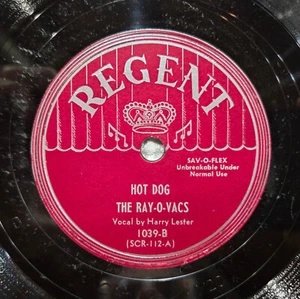 REGENT
SAV-O-FLEX
Unbreakable Under
Normal Use
HOT DOG
THE RAY-O-VACS
Vocal by Harry Lester
1039-B
(SCR-112-A)